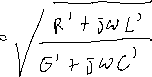 = √((R' + jωL') / (G' + jωC'))